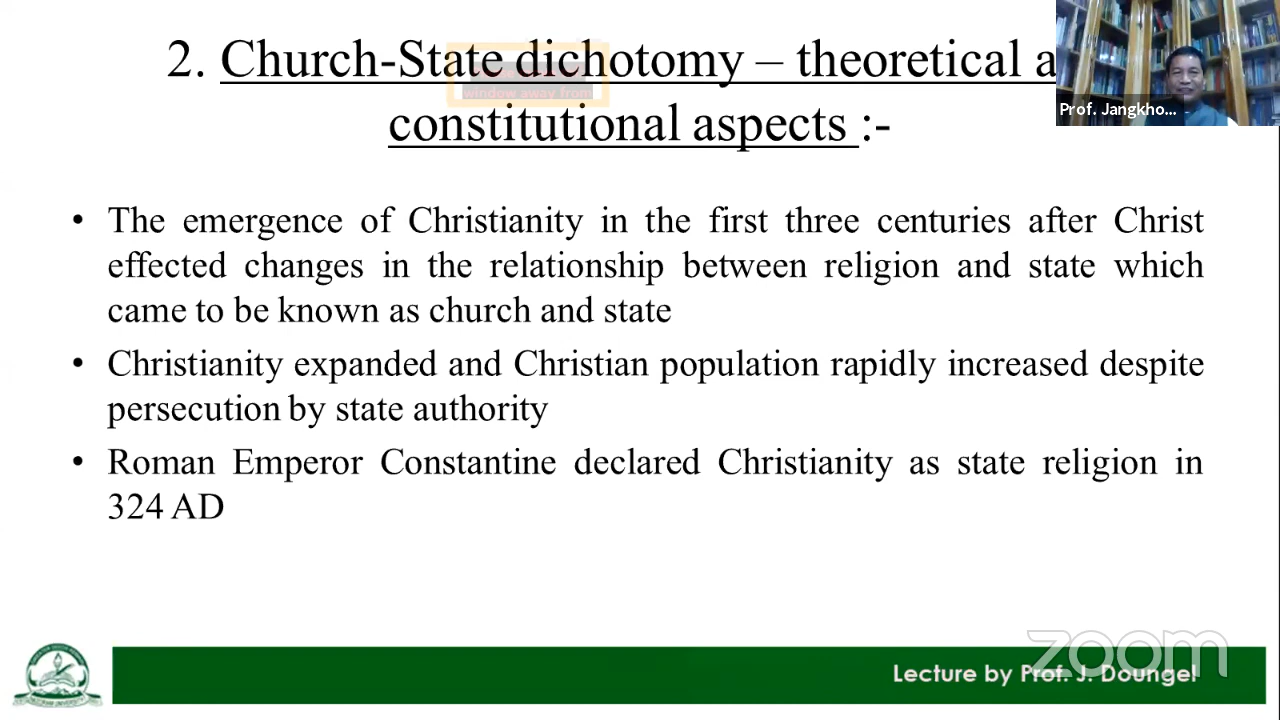 2. Church-State dichotomy – theoretical a
window away from
constitutional aspects :-
Prof. Jangkho...
• The emergence of Christianity in the first three centuries after Christ
effected changes in the relationship between religion and state which
came to be known as church and state
• Christianity expanded and Christian population rapidly increased despite
persecution by state authority
• Roman Emperor Constantine declared Christianity as state religion in
324 AD
zoom
Lecture by Prof. J. Doungel